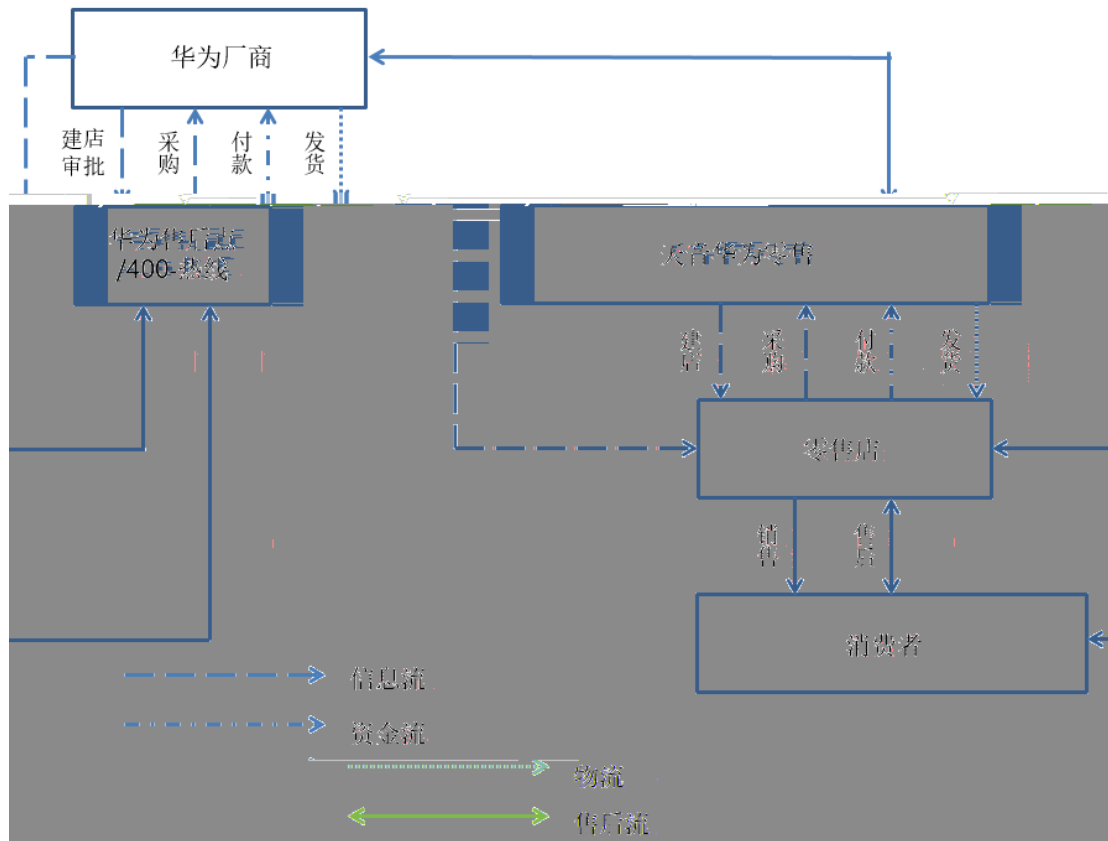 华为厂商
建店
审批
采购
付款
发货
华为售后
/400-热线
天音华为零售
建店
采购
付款
发货
零售店
销售
售后
消费者
信息流
资金流
物流
售后流